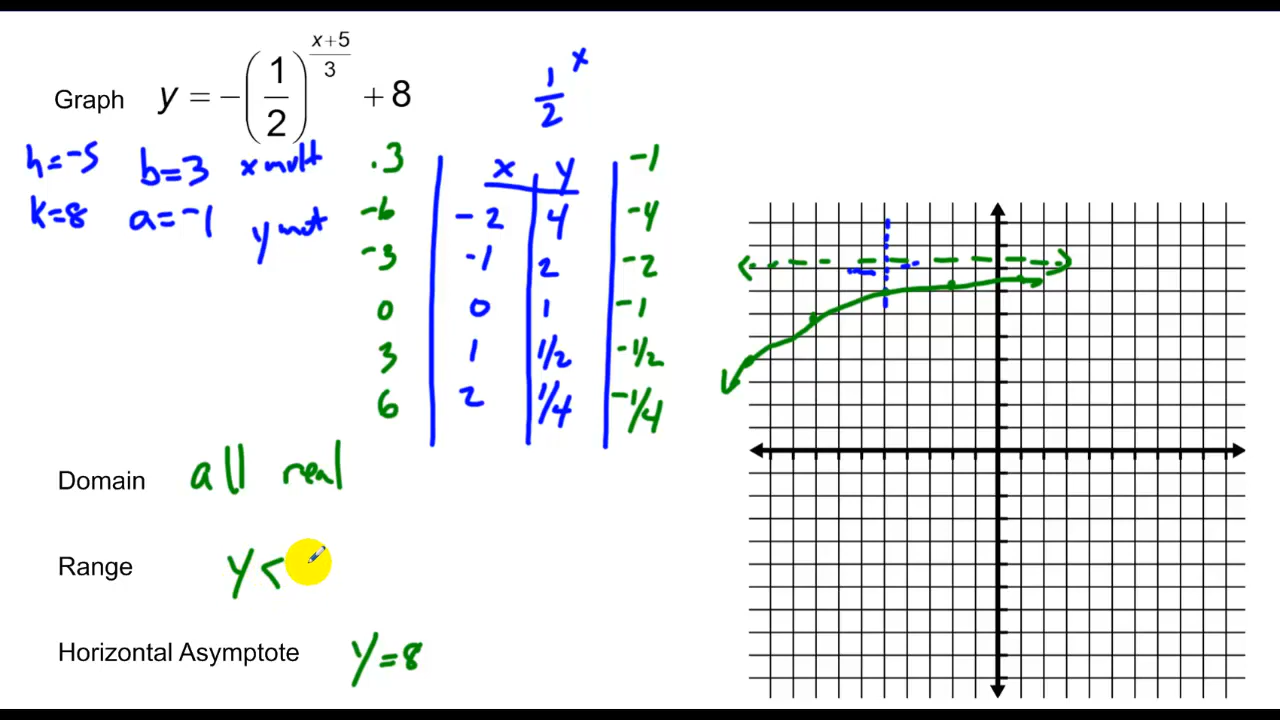 Graph y = −(1/2)^((x+5)/3) + 8
1/2^x
h=-5 b=3 x mult
k=8 a=-1 y mult
.3 x y -1
-6 -2 4 -4
-3 -1 2 -2
0 0 1 -1
3 1 1/2 -1/2
6 2 1/4 -1/4
Domain all real
Range y<
Horizontal Asymptote y=8